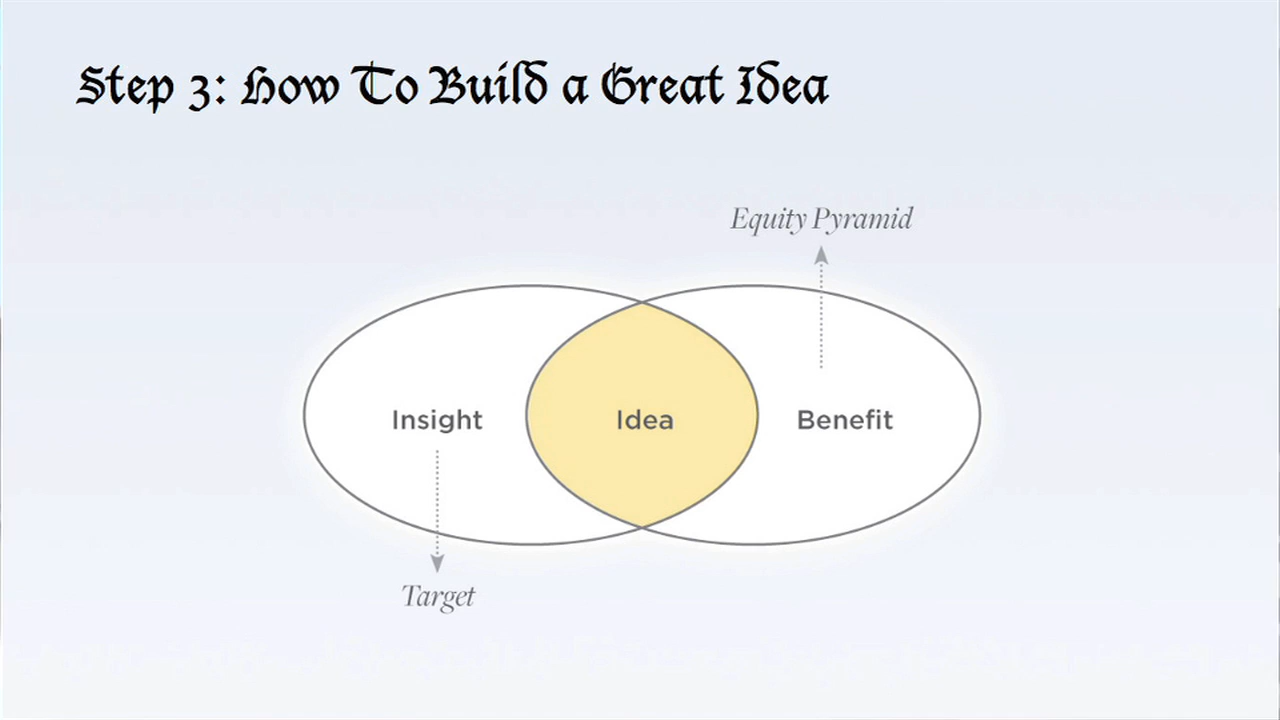 Step 3: How To Build a Great Idea
Equity Pyramid
Insight
Idea
Benefit
Target